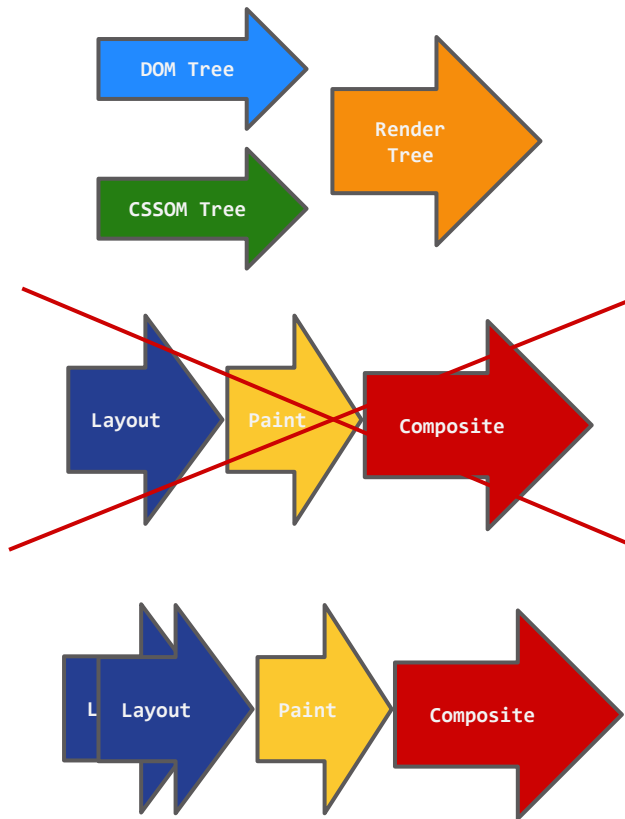 DOM Tree
Render
Tree
CSSOM Tree
Layout
Paint
Composite
L
Layout
Paint
Composite